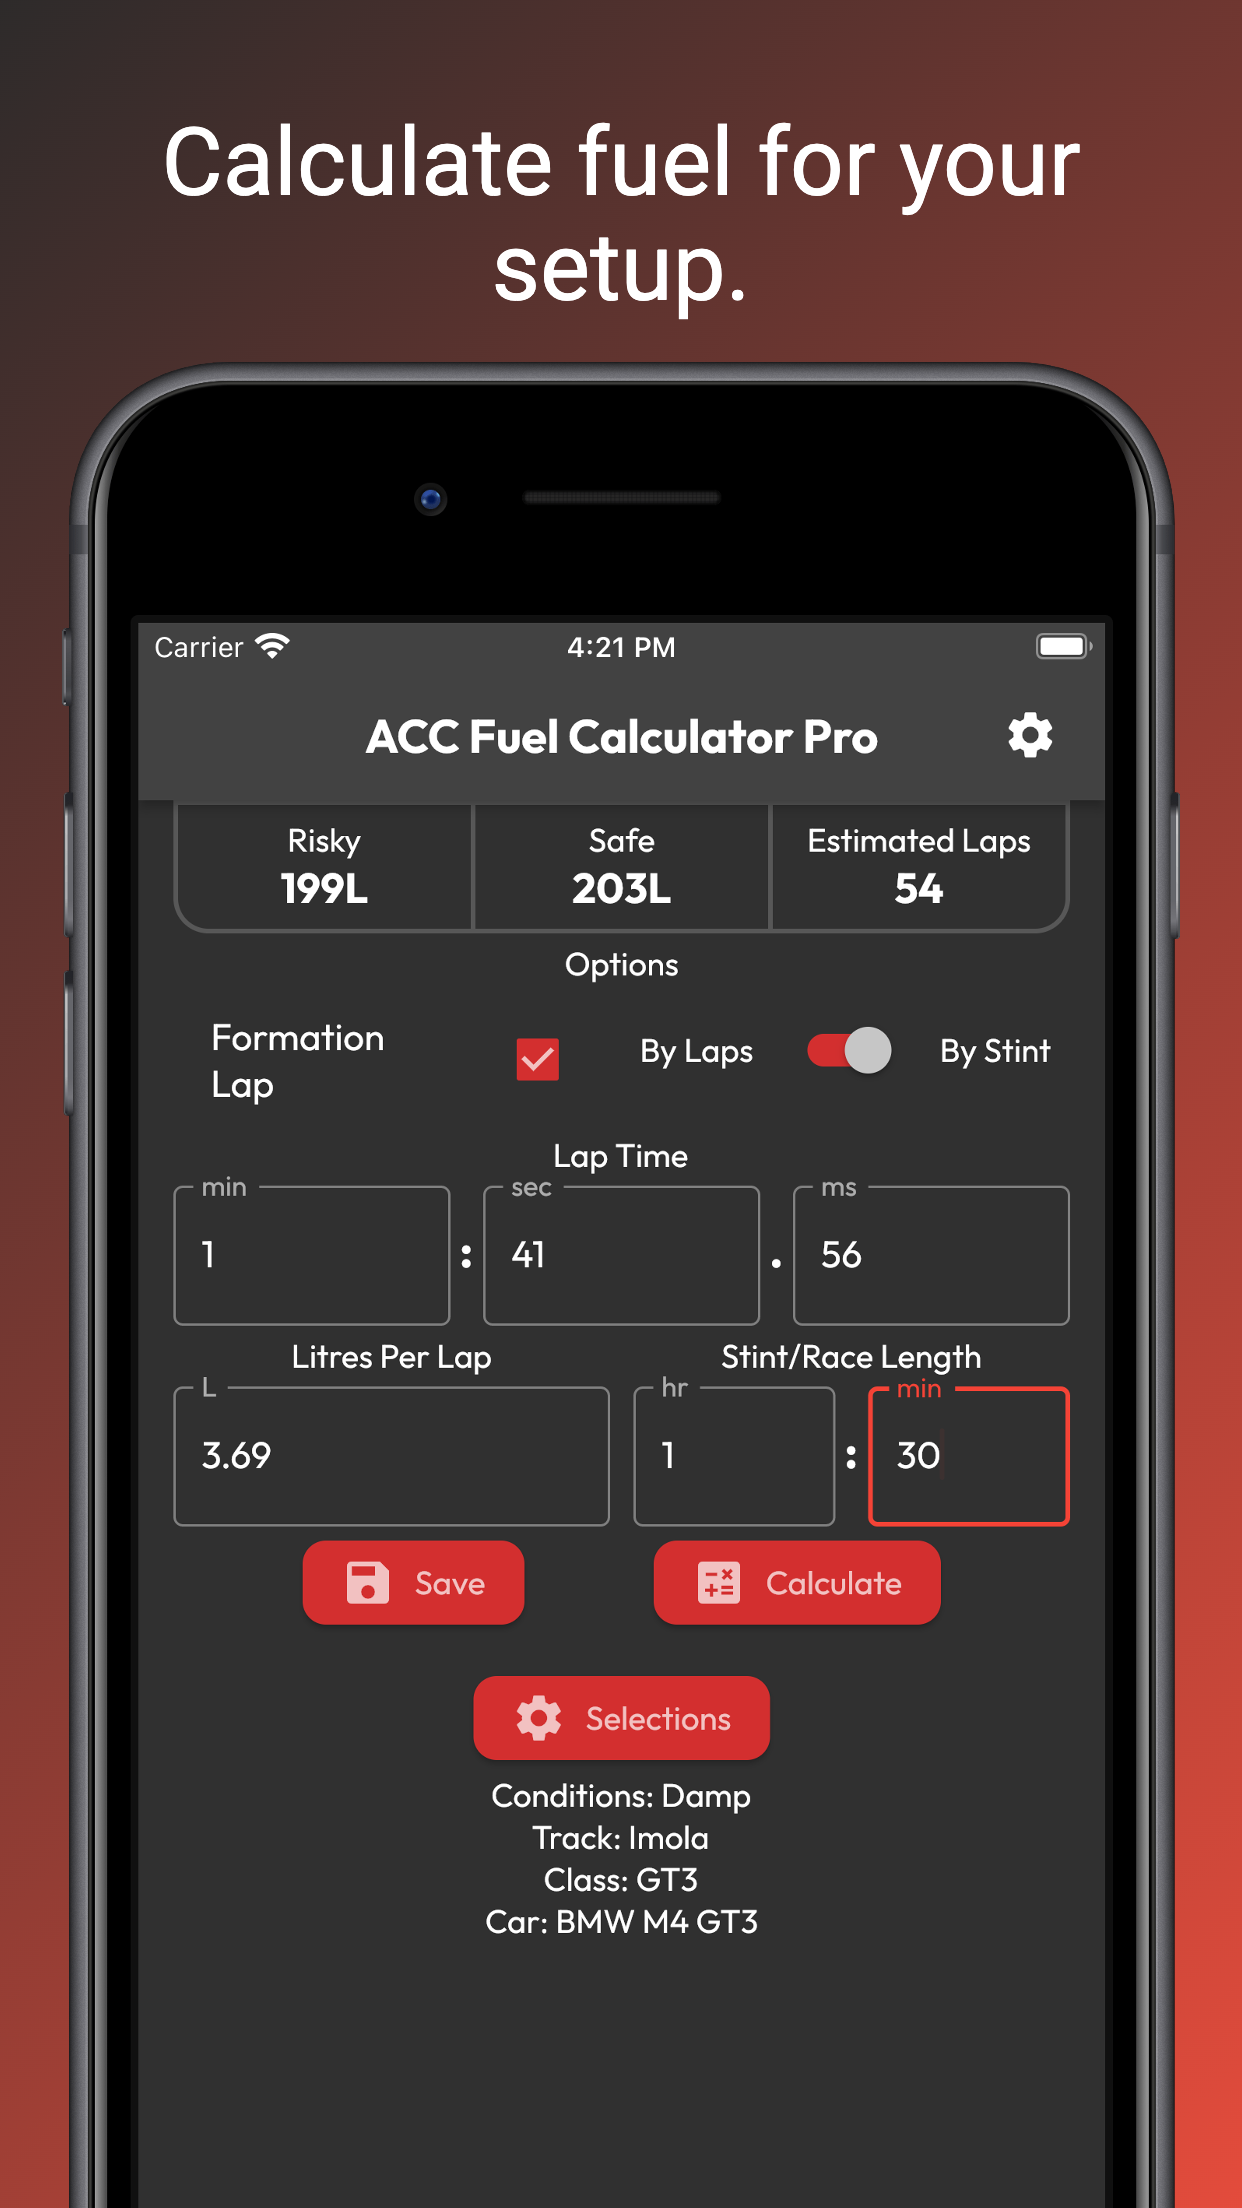 Calculate fuel for your
setup.
Carrier 4:21 PM
ACC Fuel Calculator Pro
Risky Safe Estimated Laps
199L 203L 54
Options
Formation
Lap
By Laps By Stint
Lap Time
min sec ms
1 : 41 . 56
Litres Per Lap Stint/Race Length
L hr min
3.69 1 : 30
Save Calculate
Selections
Conditions: Damp
Track: Imola
Class: GT3
Car: BMW M4 GT3